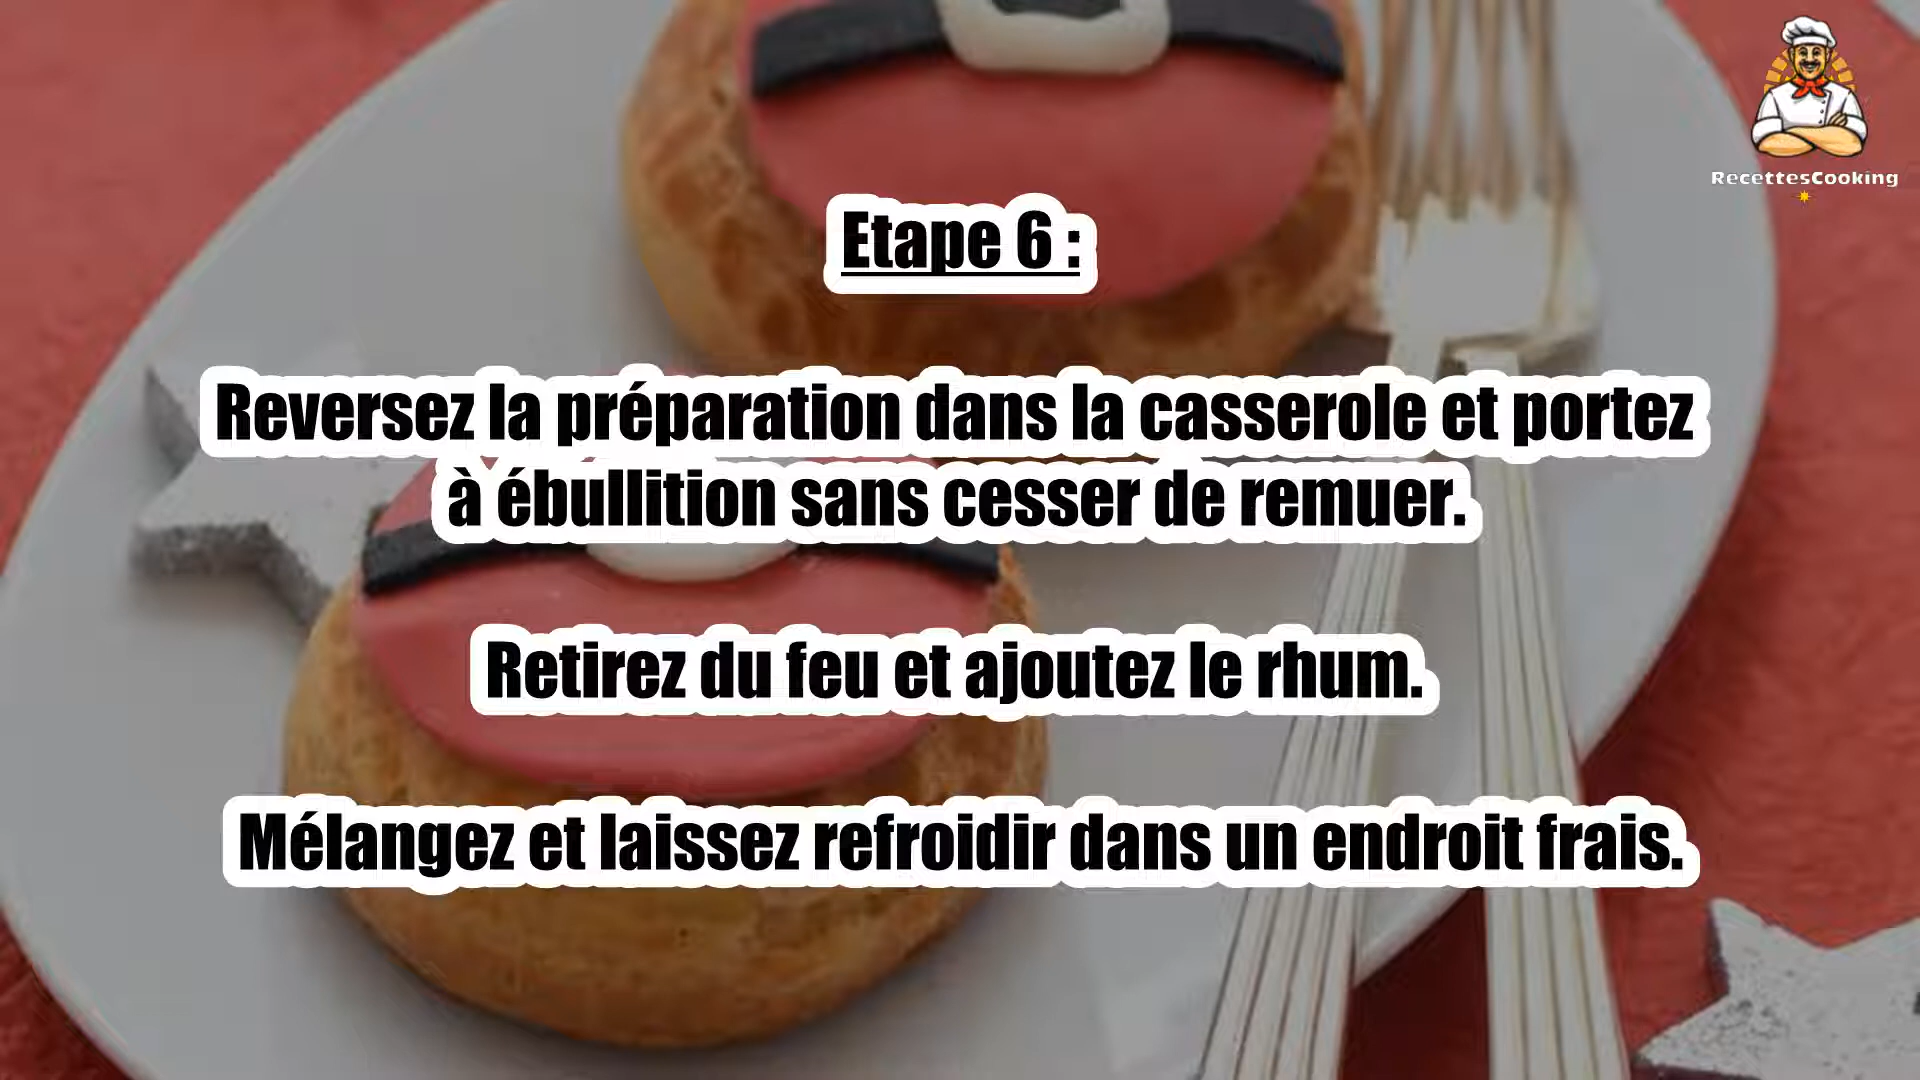 RecettesCooking
Etape 6 :
Reversez la préparation dans la casserole et portez
à ébullition sans cesser de remuer.
Retirez du feu et ajoutez le rhum.
Mélangez et laissez refroidir dans un endroit frais.